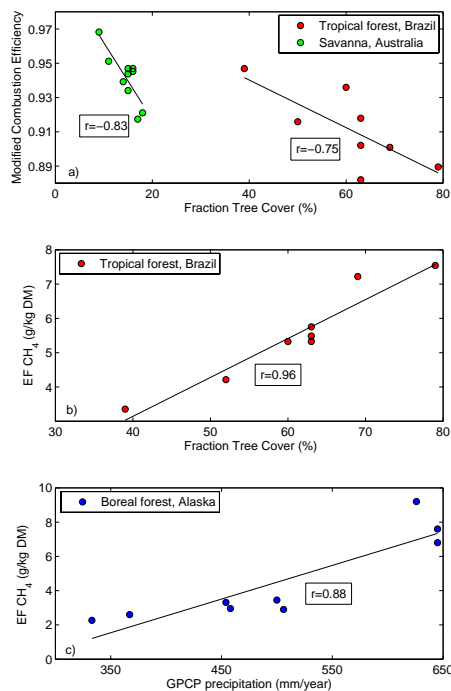 0.97
0.95
0.93
0.91
0.89
Modified Combustion Efficiency
Tropical forest, Brazil
Savanna, Australia
r=−0.83
r=−0.75
a)
0 20 40 60 80
Fraction Tree Cover (%)
8
7
6
5
4
EF CH4 (g/kg DM)
Tropical forest, Brazil
r=0.96
b)
30 40 50 60 70 80
Fraction Tree Cover (%)
10
8
6
4
2
0
EF CH4 (g/kg DM)
Boreal forest, Alaska
r=0.88
c)
350 450 550 650
GPCP precipitation (mm/year)